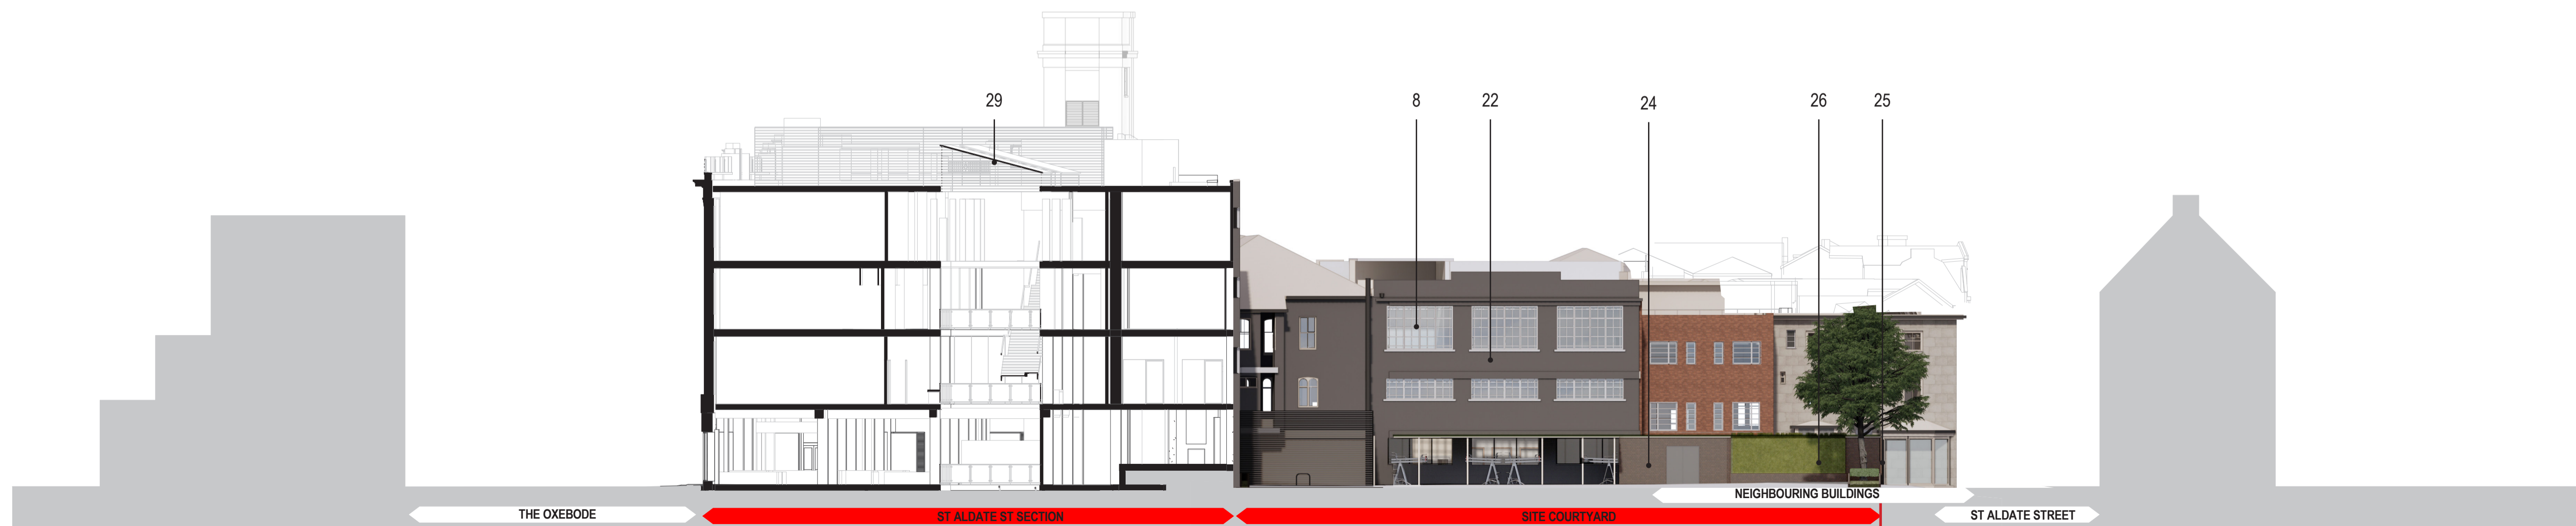 29
8
22
24
26
25
NEIGHBOURING BUILDINGS
THE OXEBODE
ST ALDATE ST SECTION
SITE COURTYARD
ST ALDATE STREET